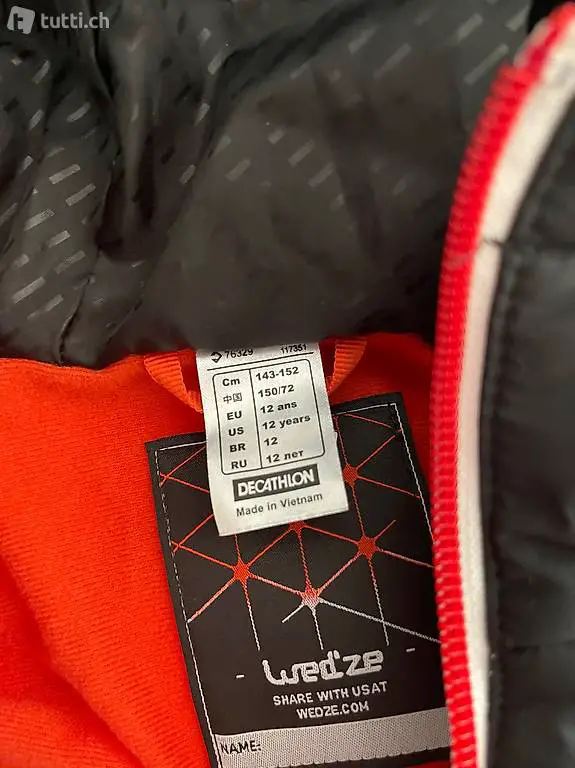 tutti.ch
76329 117351
Cm 143-152
中国 150/72
EU 12 ans
US 12 years
BR 12
RU 12 лет
DECATHLON
Made in Vietnam
- wed'ze -
SHARE WITH US AT
WEDZE.COM
NAME: